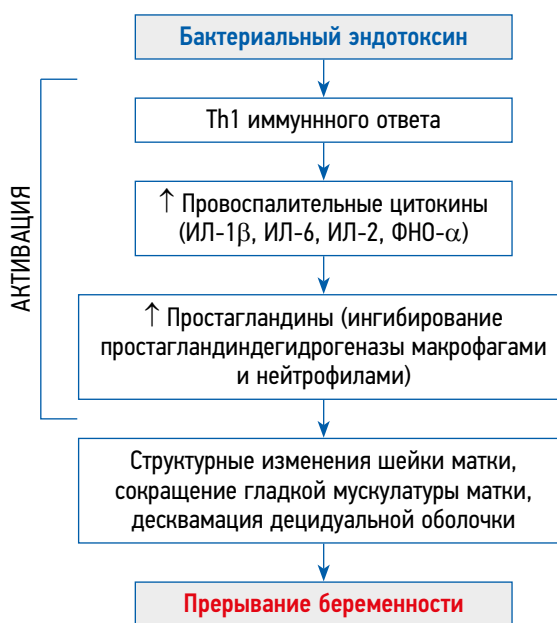 Бактериальный эндотоксин
АКТИВАЦИЯ
Th1 иммуннного ответа
↑ Провоспалительные цитокины
(ИЛ-1β, ИЛ-6, ИЛ-2, ФНО-α)
↑ Простагландины (ингибирование
простагландиндегидрогеназы макрофагами
и нейтрофилами)
Структурные изменения шейки матки,
сокращение гладкой мускулатуры матки,
десквамация децидуальной оболочки
Прерывание беременности